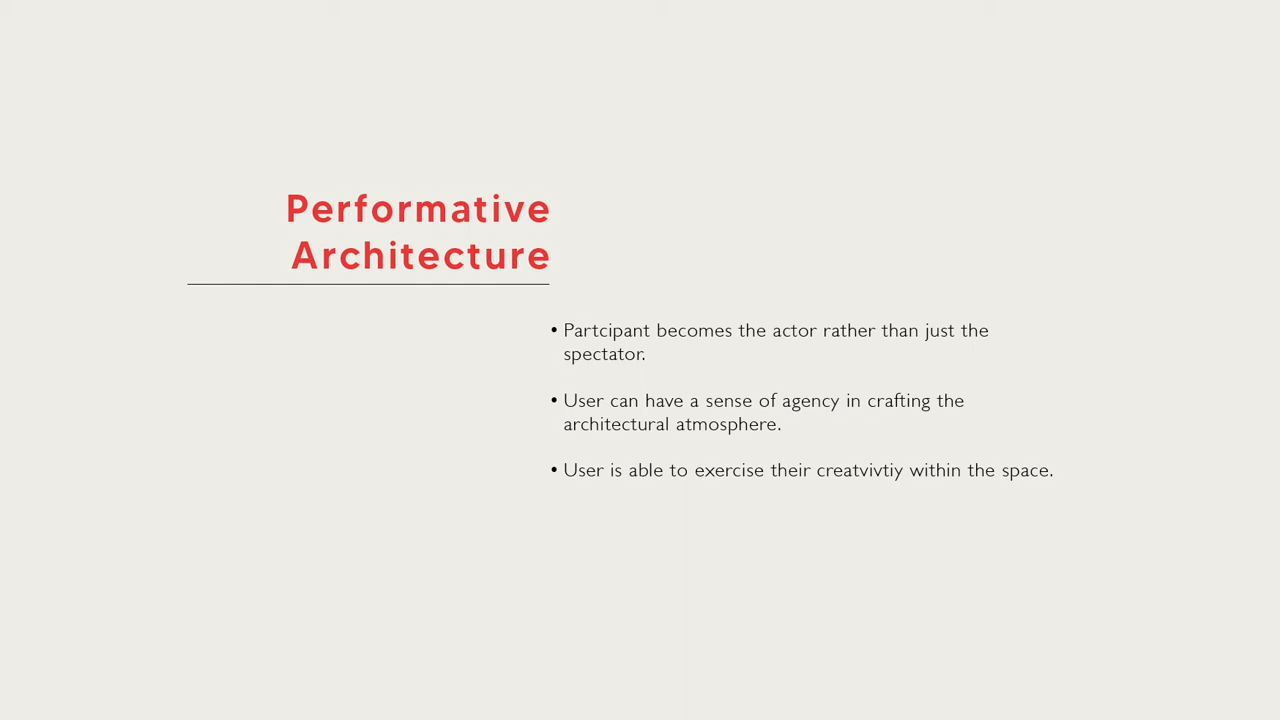 Performative
Architecture
• Partcipant becomes the actor rather than just the
spectator.
• User can have a sense of agency in crafting the
architectural atmosphere.
• User is able to exercise their creatvivtiy within the space.